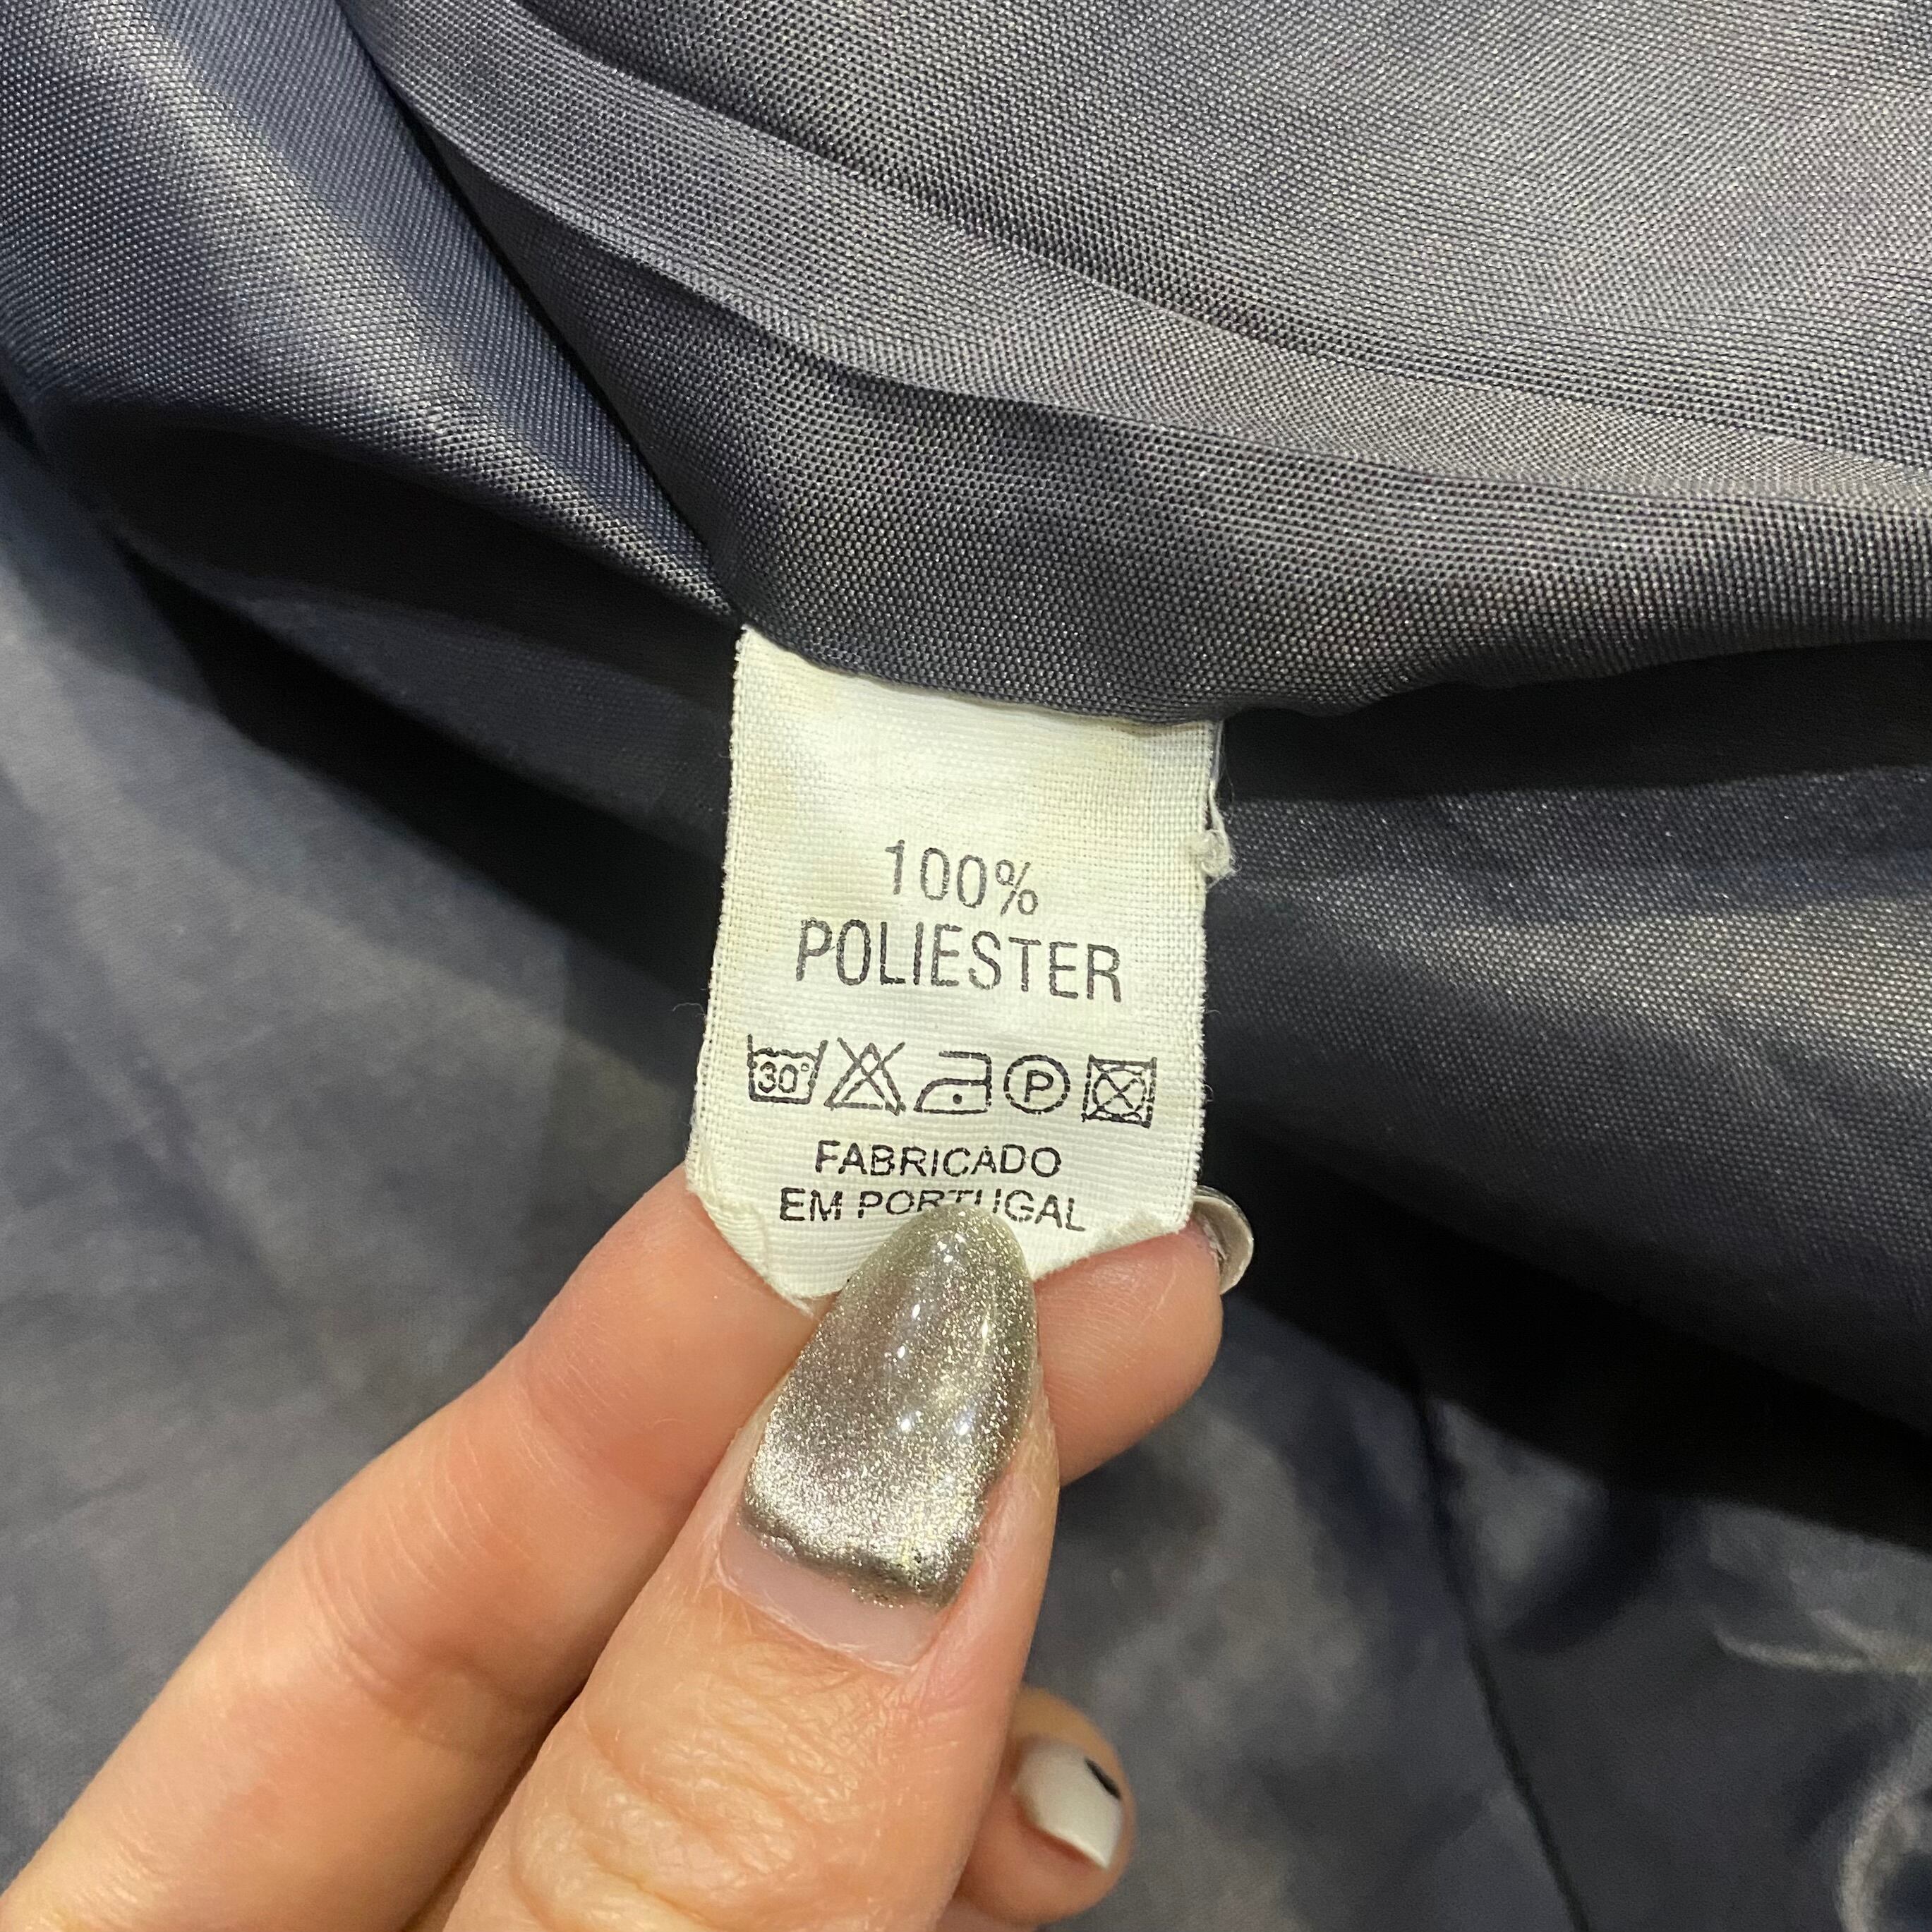 100%
POLIESTER
30° P
FABRICADO
EM PORTUGAL